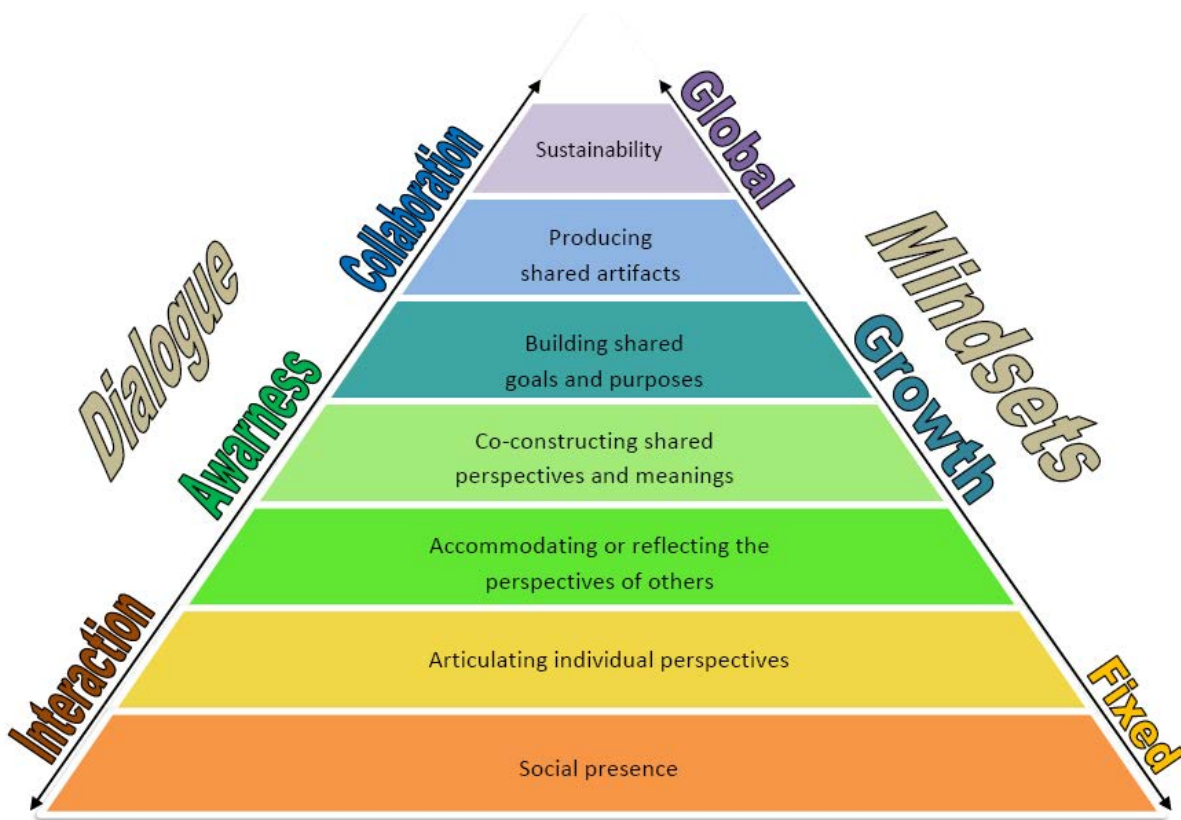 Global
Sustainability
Collaboration
Producing
shared artifacts
Mindsets
Dialogue
Building shared
goals and purposes
Growth
Awarness
Co-constructing shared
perspectives and meanings
Accommodating or reflecting the
perspectives of others
Interaction
Articulating individual perspectives
Fixed
Social presence